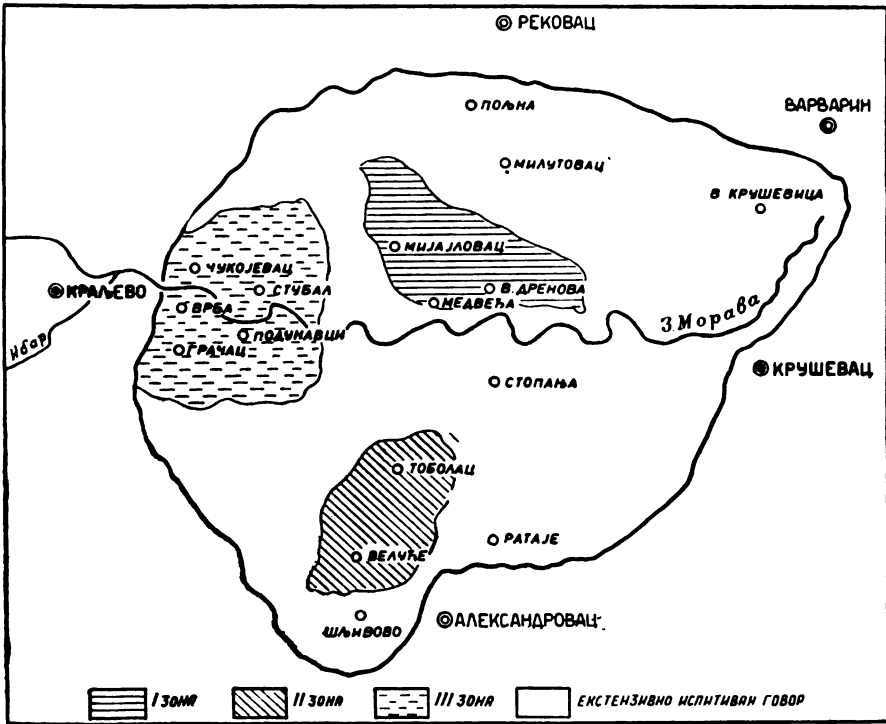 РЕКОВАЦ
ПОЉНА
ВАРВАРИН
МИЛУТОВАЦ
В КРУШЕВИЦА
МИЈАЈЛОВАЦ
ЧУКОЈЕВАЦ
КРАЉЕВО
СТУБАЛ
В. ДРЕНОВА
МЕДВЕЂА
ВРБА
З. Морава
ПОДУНАВЦИ
Ибар
ГРАЧАЦ
КРУШЕВАЦ
СТОПАЊА
ТОБОЛАЦ
РАТАЈЕ
ВЕЛУЋЕ
ШЉИВОВО
АЛЕКСАНДРОВАЦ
I ЗОНА II ЗОНА III ЗОНА ЕКСТЕНЗИВНО ИСПИТИВАН ГОВОР